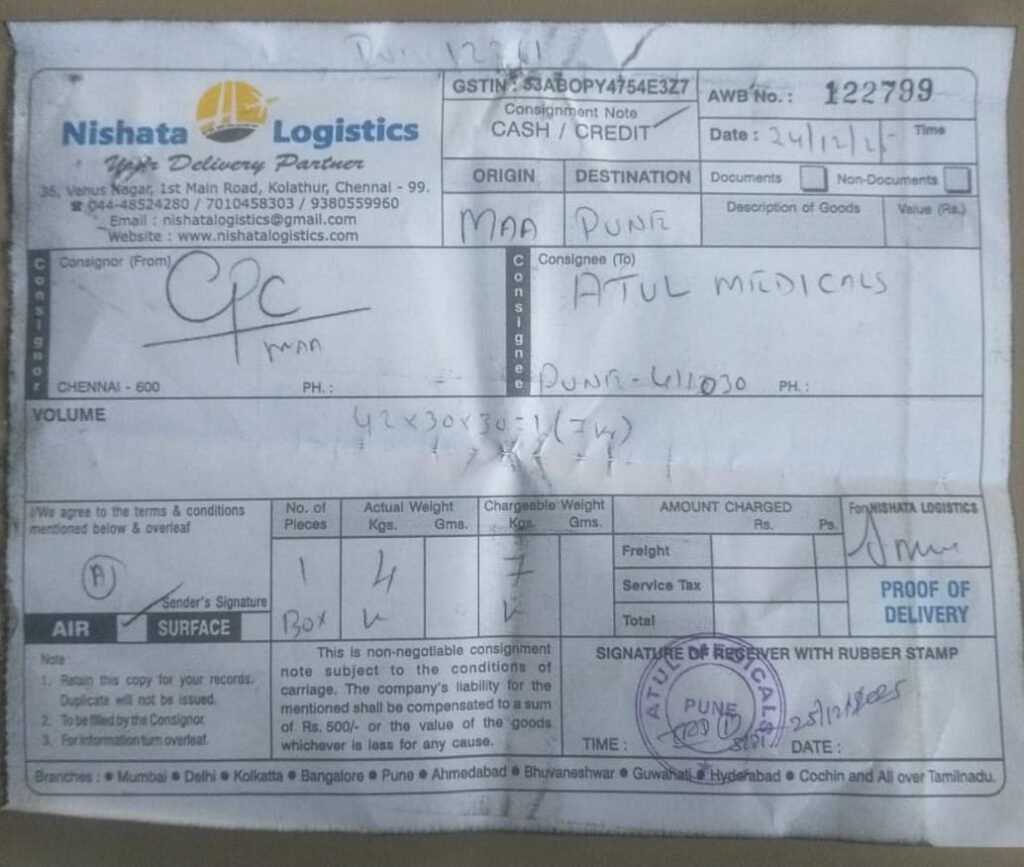 12261
Nishata Logistics
Your Delivery Partner
36, Venus Nagar, 1st Main Road, Kolathur, Chennai - 99.
☎ 044-48524280 / 7010458303 / 9380559960
Email : nishatalogistics@gmail.com
Website : www.nishatalogistics.com
GSTIN : 33ABOPY4754E3Z7
Consignment Note
CASH / CREDIT
AWB No. : 122799
Date : 24/12/25 Time
ORIGIN DESTINATION
Documents Non-Documents
MAA PUNE
Description of Goods Value (Rs.)
Consignor
Consignor (From)
CPC
MAA
CHENNAI - 600 PH. :
Consignee
Consignee (To)
ATUL MEDICALS
PUNE - 411030 PH. :
VOLUME
42x30x30=1(7kg)
I/We agree to the terms & conditions
mentioned below & overleaf
A
Sender's Signature
AIR SURFACE
No. of Pieces
1
Box
Actual Weight
Kgs. Gms.
4
Chargeable Weight
Kgs. Gms.
7
AMOUNT CHARGED
Rs. Ps.
Freight
Service Tax
Total
For NISHATA LOGISTICS
PROOF OF
DELIVERY
Note :
1. Retain this copy for your records.
Duplicate will not be issued.
2. To be filled by the Consignor.
3. For Information turn overleaf.
This is non-negotiable consignment
note subject to the conditions of
carriage. The company's liability for the
mentioned shall be compensated to a sum
of Rs. 500/- or the value of the goods
whichever is less for any cause.
SIGNATURE OF RECEIVER WITH RUBBER STAMP
ATUL MEDICALS
PUNE
25/12/2025
TIME : DATE :
Branches : ● Mumbai ● Delhi ● Kolkatta ● Bangalore ● Pune ● Ahmedabad ● Bhuvaneshwar ● Guwahati ● Hyderabad ● Cochin and All over Tamilnadu.